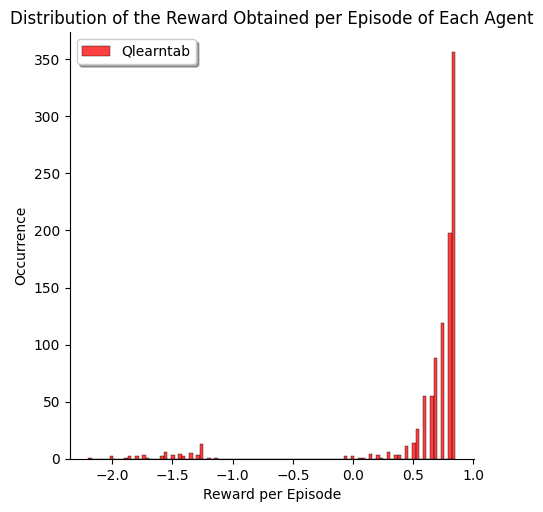 Distribution of the Reward Obtained per Episode of Each Agent
Qlearntab
350
300
250
200
150
100
50
0
Occurrence
−2.0 −1.5 −1.0 −0.5 0.0 0.5 1.0
Reward per Episode